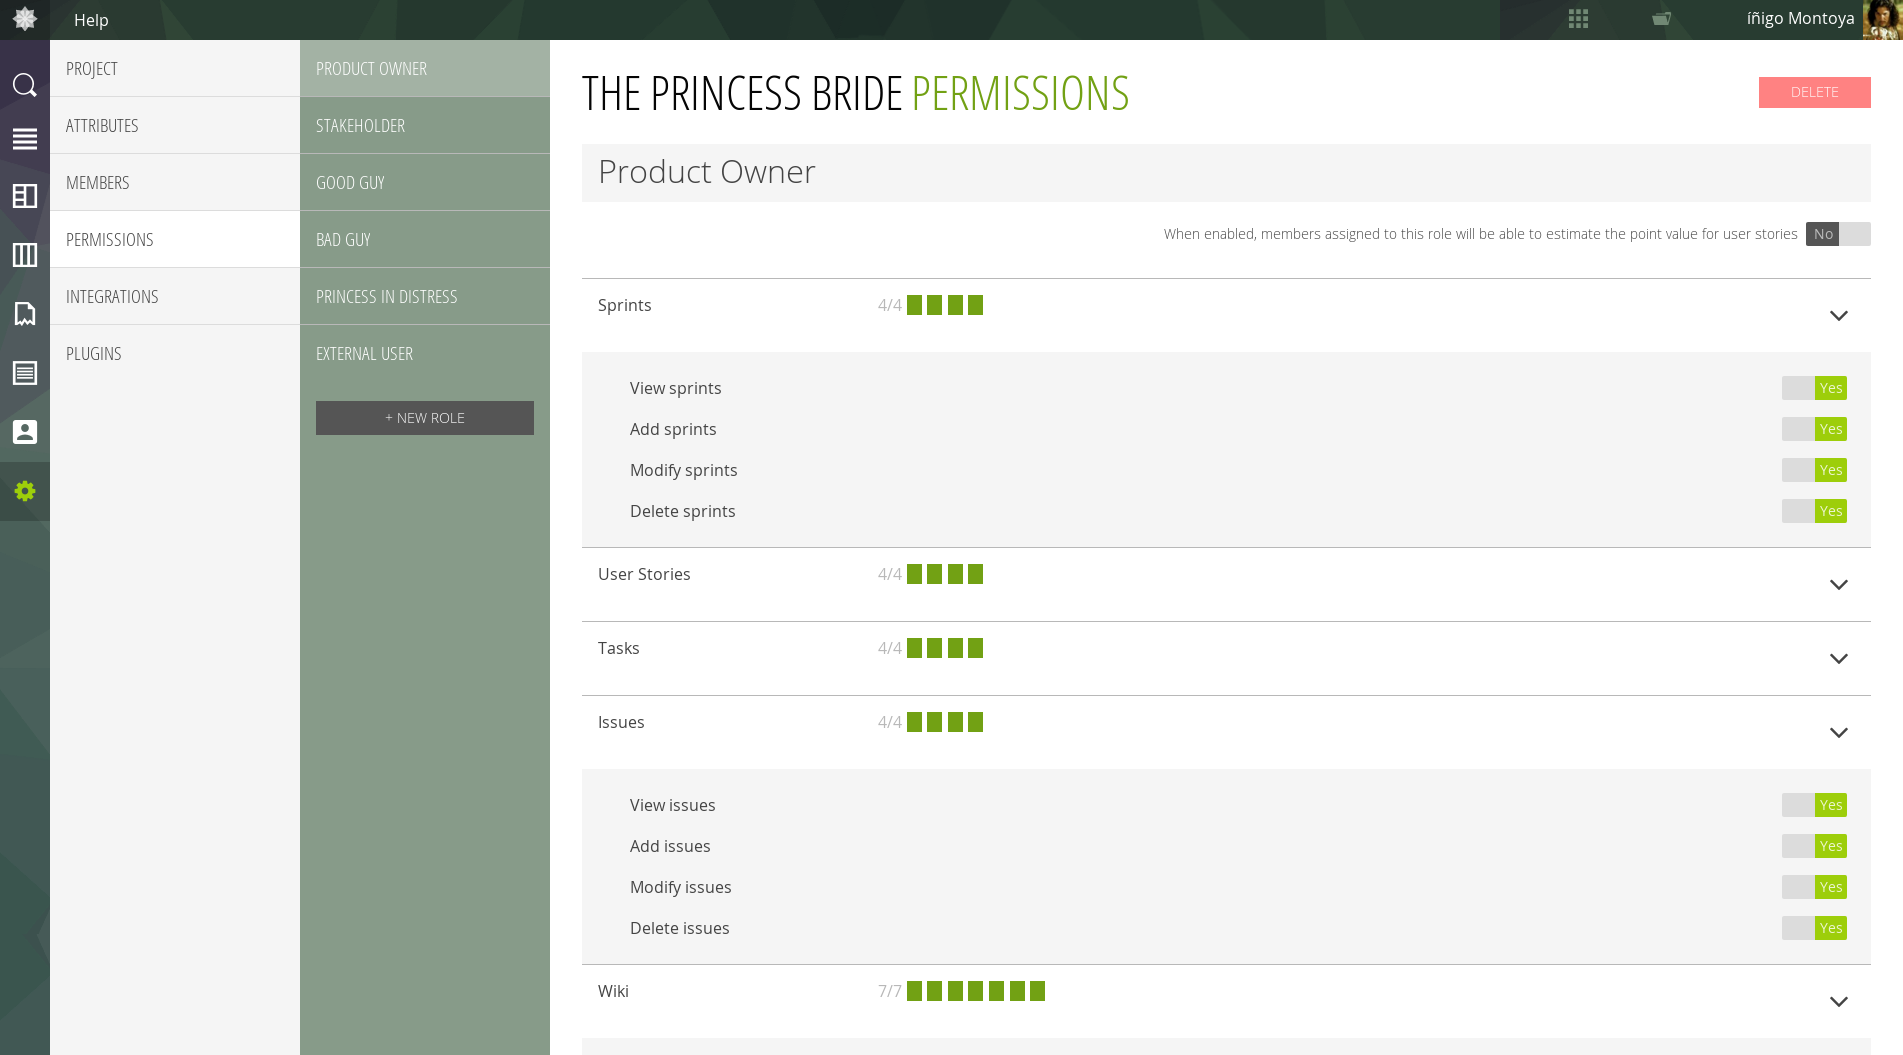 Help
íñigo Montoya
PROJECT
ATTRIBUTES
MEMBERS
PERMISSIONS
INTEGRATIONS
PLUGINS
PRODUCT OWNER
STAKEHOLDER
GOOD GUY
BAD GUY
PRINCESS IN DISTRESS
EXTERNAL USER
+ NEW ROLE
THE PRINCESS BRIDE PERMISSIONS
DELETE
Product Owner
When enabled, members assigned to this role will be able to estimate the point value for user stories No
Sprints 4/4
View sprints Yes
Add sprints Yes
Modify sprints Yes
Delete sprints Yes
User Stories 4/4
Tasks 4/4
Issues 4/4
View issues Yes
Add issues Yes
Modify issues Yes
Delete issues Yes
Wiki 7/7